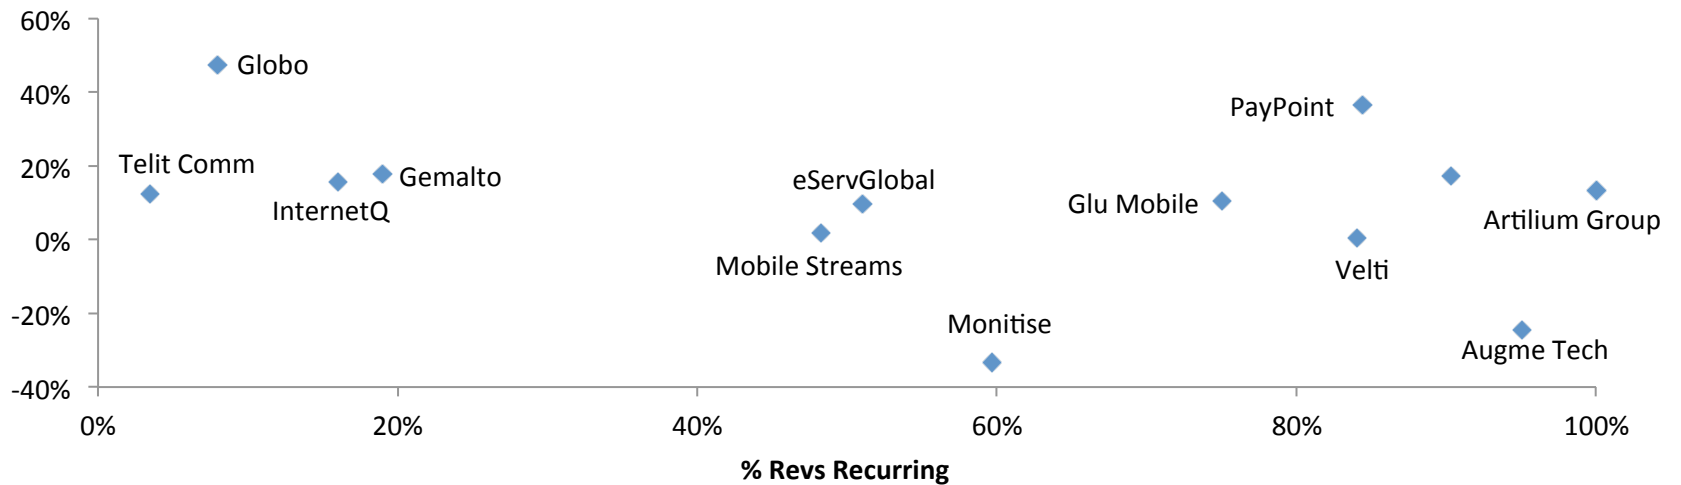 60%
Globo
40%
PayPoint
Telit Comm
20%
Gemalto
eServGlobal
InternetQ
Glu Mobile
Artilium Group
0%
Mobile Streams
Velti
-20%
Monitise
Augme Tech
-40%
0% 20% 40% 60% 80% 100%
% Revs Recurring